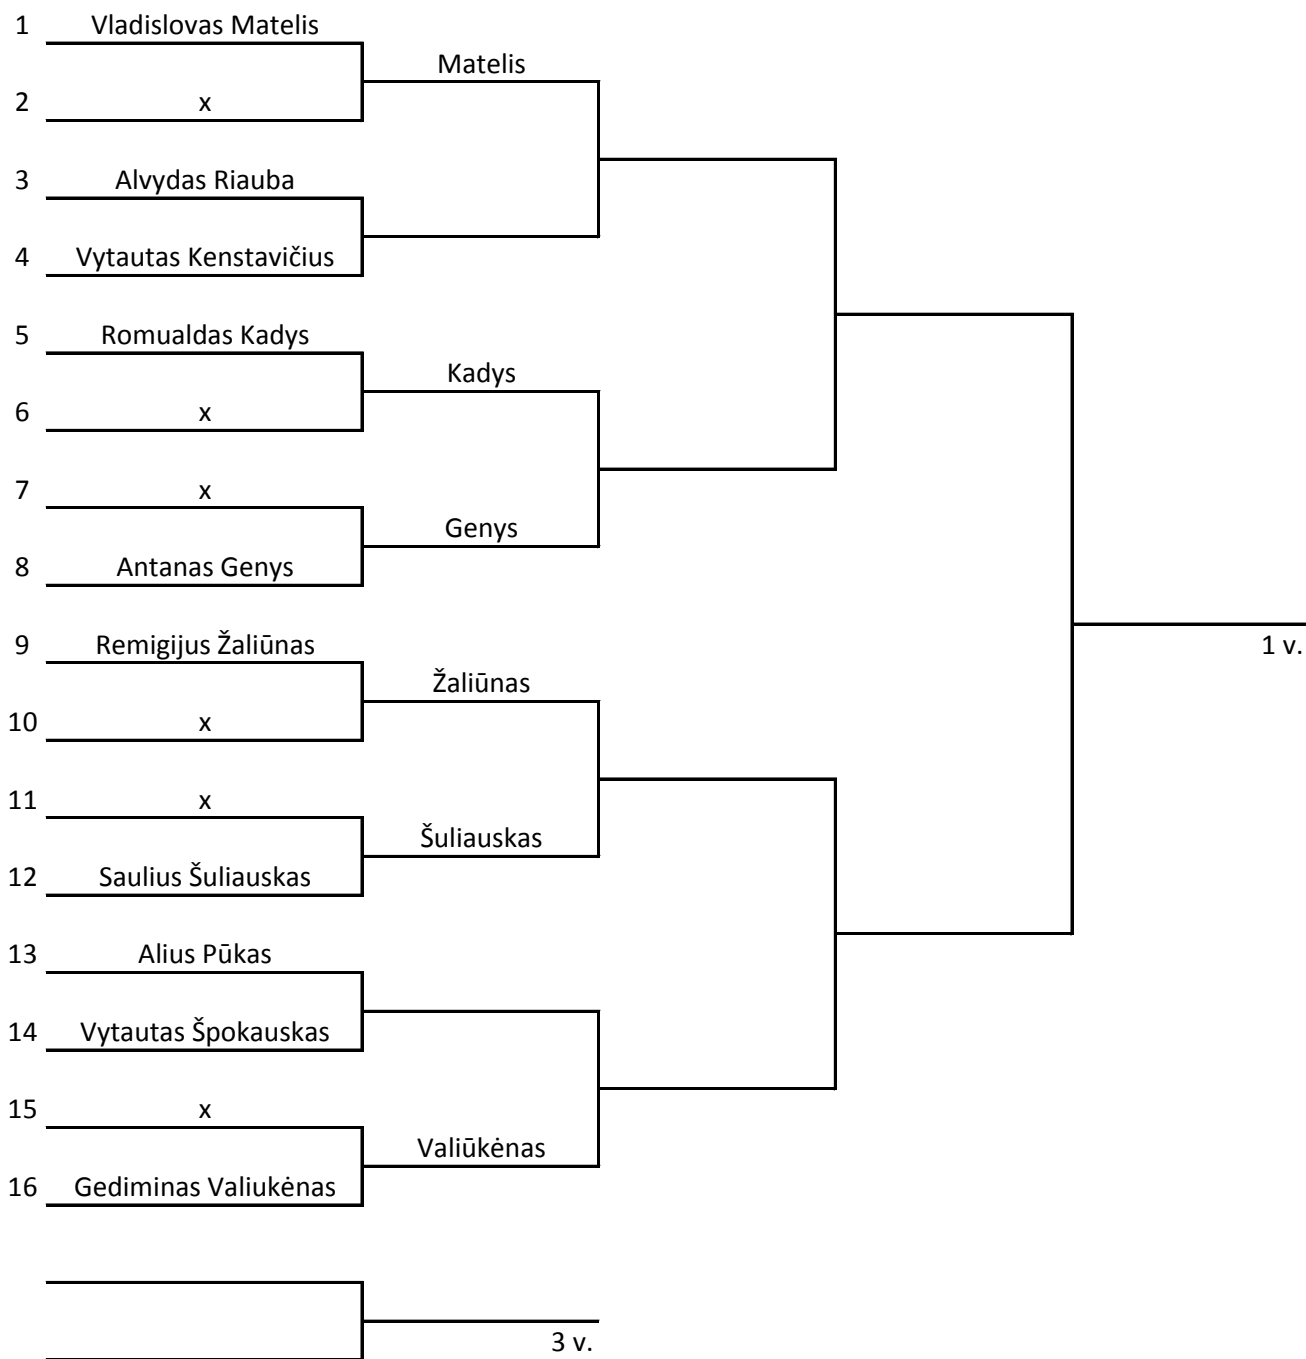 1 Vladislovas Matelis
Matelis
2 x
3 Alvydas Riauba
4 Vytautas Kenstavičius
5 Romualdas Kadys
Kadys
6 x
7 x
Genys
8 Antanas Genys
9 Remigijus Žaliūnas
1 v.
Žaliūnas
10 x
11 x
Šuliauskas
12 Saulius Šuliauskas
13 Alius Pūkas
14 Vytautas Špokauskas
15 x
Valiūkėnas
16 Gediminas Valiukėnas
3 v.